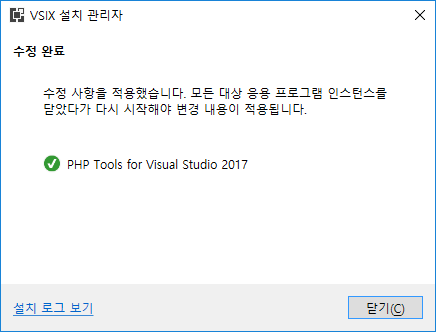 VSIX 설치 관리자
수정 완료
수정 사항을 적용했습니다. 모든 대상 응용 프로그램 인스턴스를
닫았다가 다시 시작해야 변경 내용이 적용됩니다.
PHP Tools for Visual Studio 2017
설치 로그 보기
닫기(C)